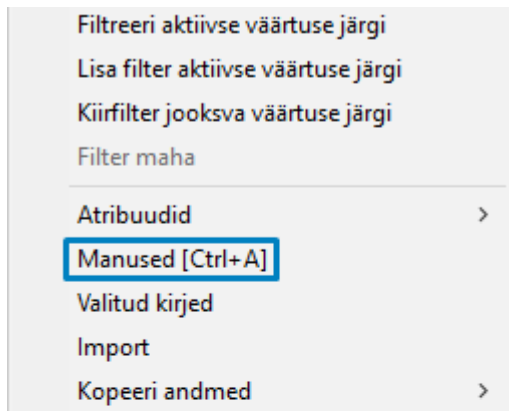 Filtreeri aktiivse väärtuse järgi
Lisa filter aktiivse väärtuse järgi
Kiirfilter jooksva väärtuse järgi
Filter maha
Atribuudid
Manused [Ctrl+A]
Valitud kirjed
Import
Kopeeri andmed